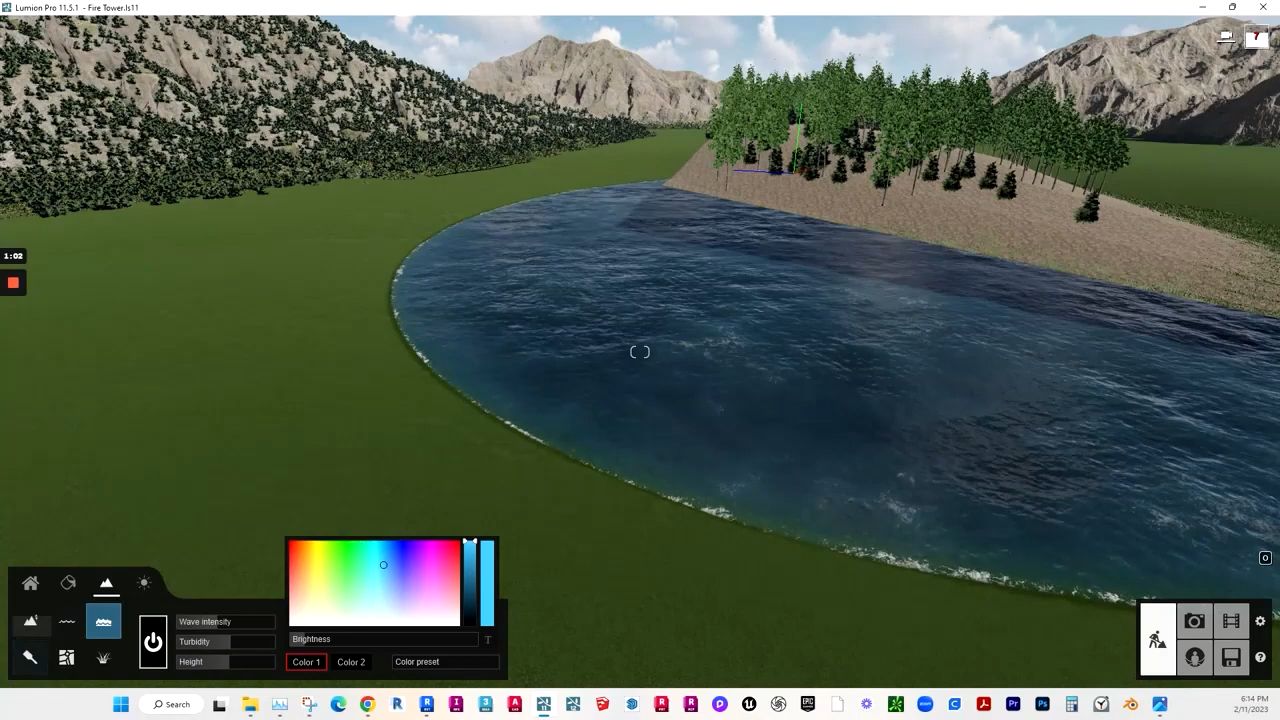 Lumion Pro 11.5.1 - Fire Tower.ls11
7
1:02
Wave intensity
Turbidity
Height
Brightness
T
Color 1
Color 2
Color preset
O
?
Search
6:14 PM
2/11/2023